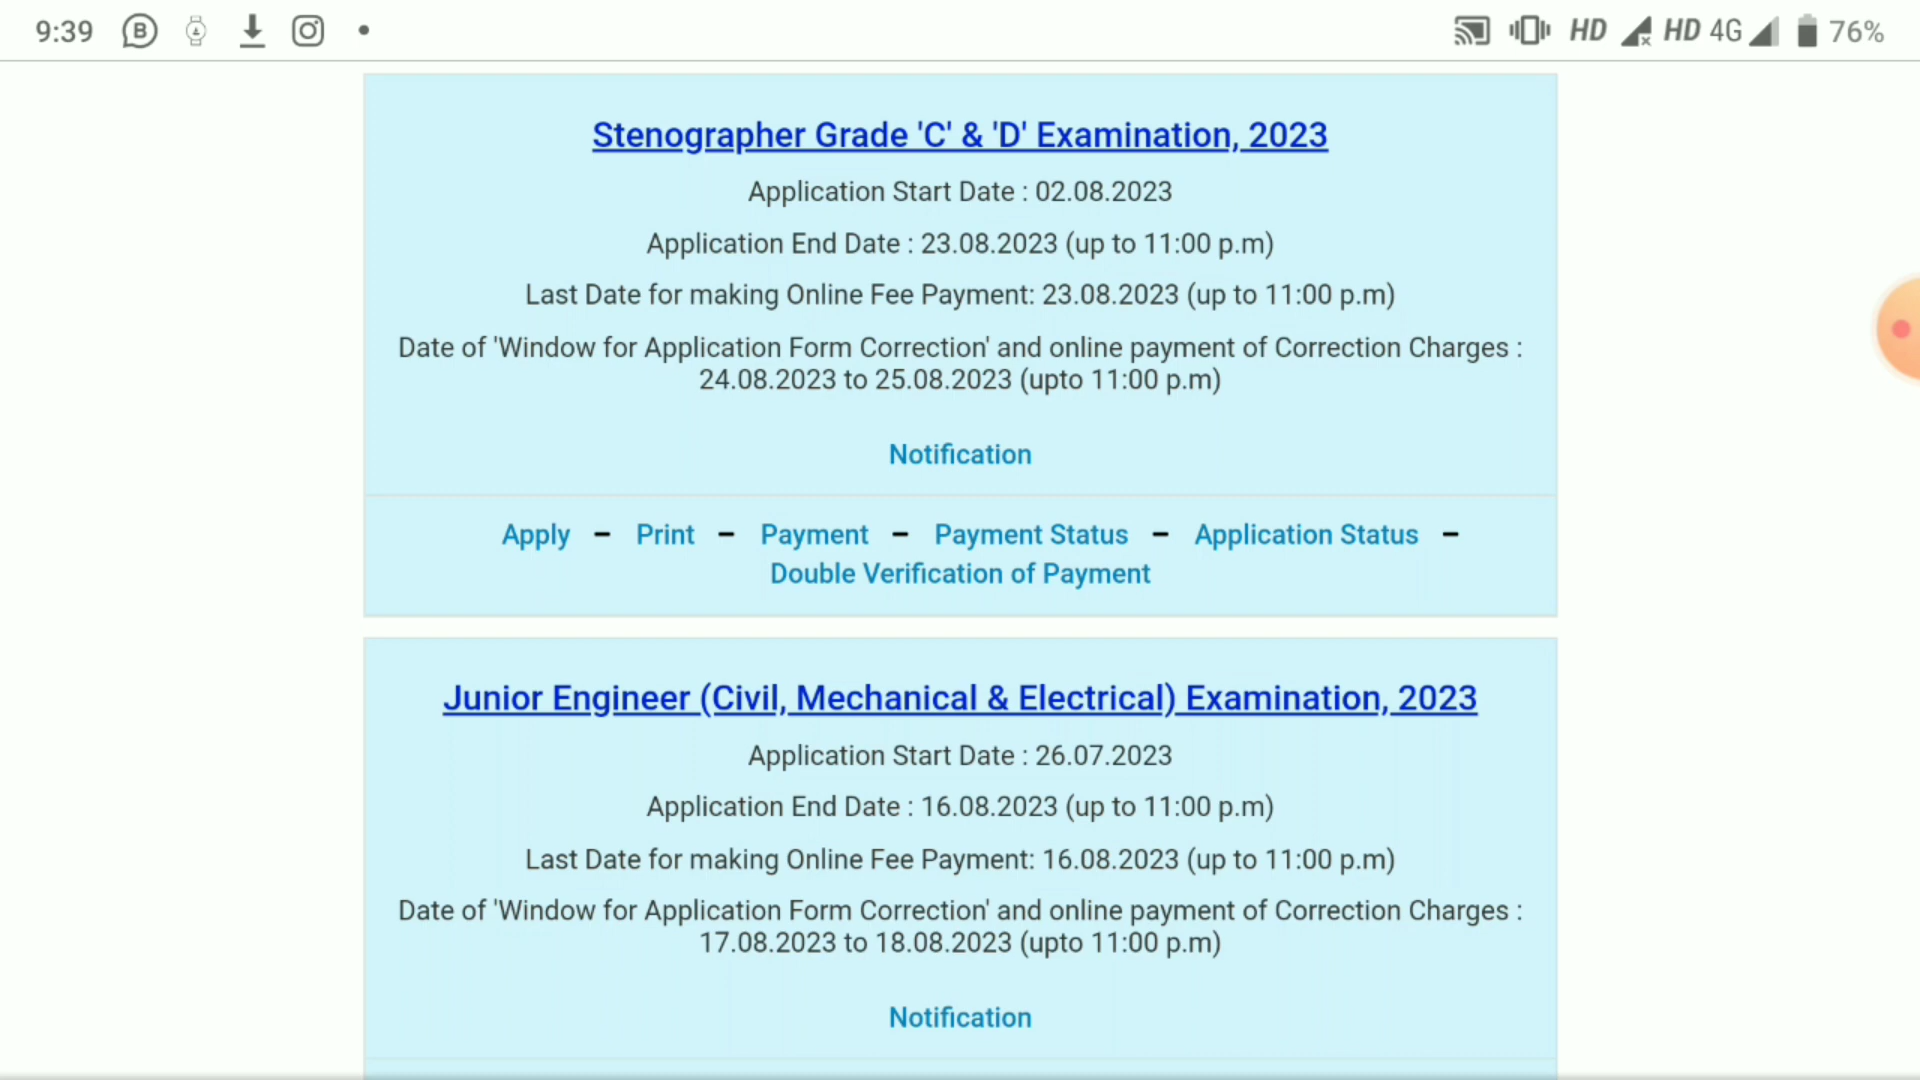 9:39 B HD HD 4G 76%
Stenographer Grade 'C' & 'D' Examination, 2023
Application Start Date : 02.08.2023
Application End Date : 23.08.2023 (up to 11:00 p.m)
Last Date for making Online Fee Payment: 23.08.2023 (up to 11:00 p.m)
Date of 'Window for Application Form Correction' and online payment of Correction Charges :
24.08.2023 to 25.08.2023 (upto 11:00 p.m)
Notification
Apply – Print – Payment – Payment Status – Application Status –
Double Verification of Payment
Junior Engineer (Civil, Mechanical & Electrical) Examination, 2023
Application Start Date : 26.07.2023
Application End Date : 16.08.2023 (up to 11:00 p.m)
Last Date for making Online Fee Payment: 16.08.2023 (up to 11:00 p.m)
Date of 'Window for Application Form Correction' and online payment of Correction Charges :
17.08.2023 to 18.08.2023 (upto 11:00 p.m)
Notification